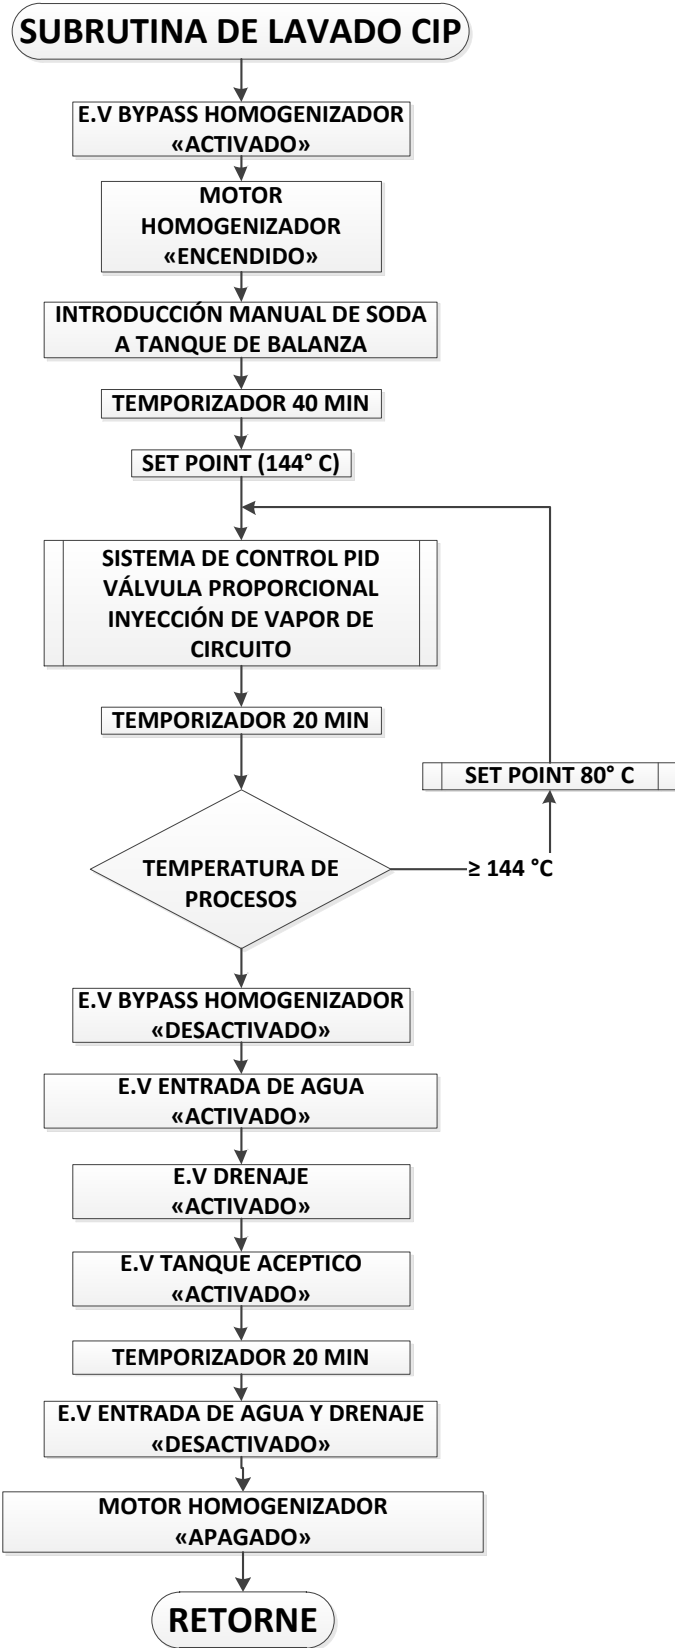 SUBRUTINA DE LAVADO CIP
E.V BYPASS HOMOGENIZADOR
«ACTIVADO»
MOTOR
HOMOGENIZADOR
«ENCENDIDO»
INTRODUCCIÓN MANUAL DE SODA
A TANQUE DE BALANZA
TEMPORIZADOR 40 MIN
SET POINT (144° C)
SISTEMA DE CONTROL PID
VÁLVULA PROPORCIONAL
INYECCIÓN DE VAPOR DE
CIRCUITO
TEMPORIZADOR 20 MIN
SET POINT 80° C
TEMPERATURA DE
PROCESOS
≥ 144 °C
E.V BYPASS HOMOGENIZADOR
«DESACTIVADO»
E.V ENTRADA DE AGUA
«ACTIVADO»
E.V DRENAJE
«ACTIVADO»
E.V TANQUE ACEPTICO
«ACTIVADO»
TEMPORIZADOR 20 MIN
E.V ENTRADA DE AGUA Y DRENAJE
«DESACTIVADO»
MOTOR HOMOGENIZADOR
«APAGADO»
RETORNE